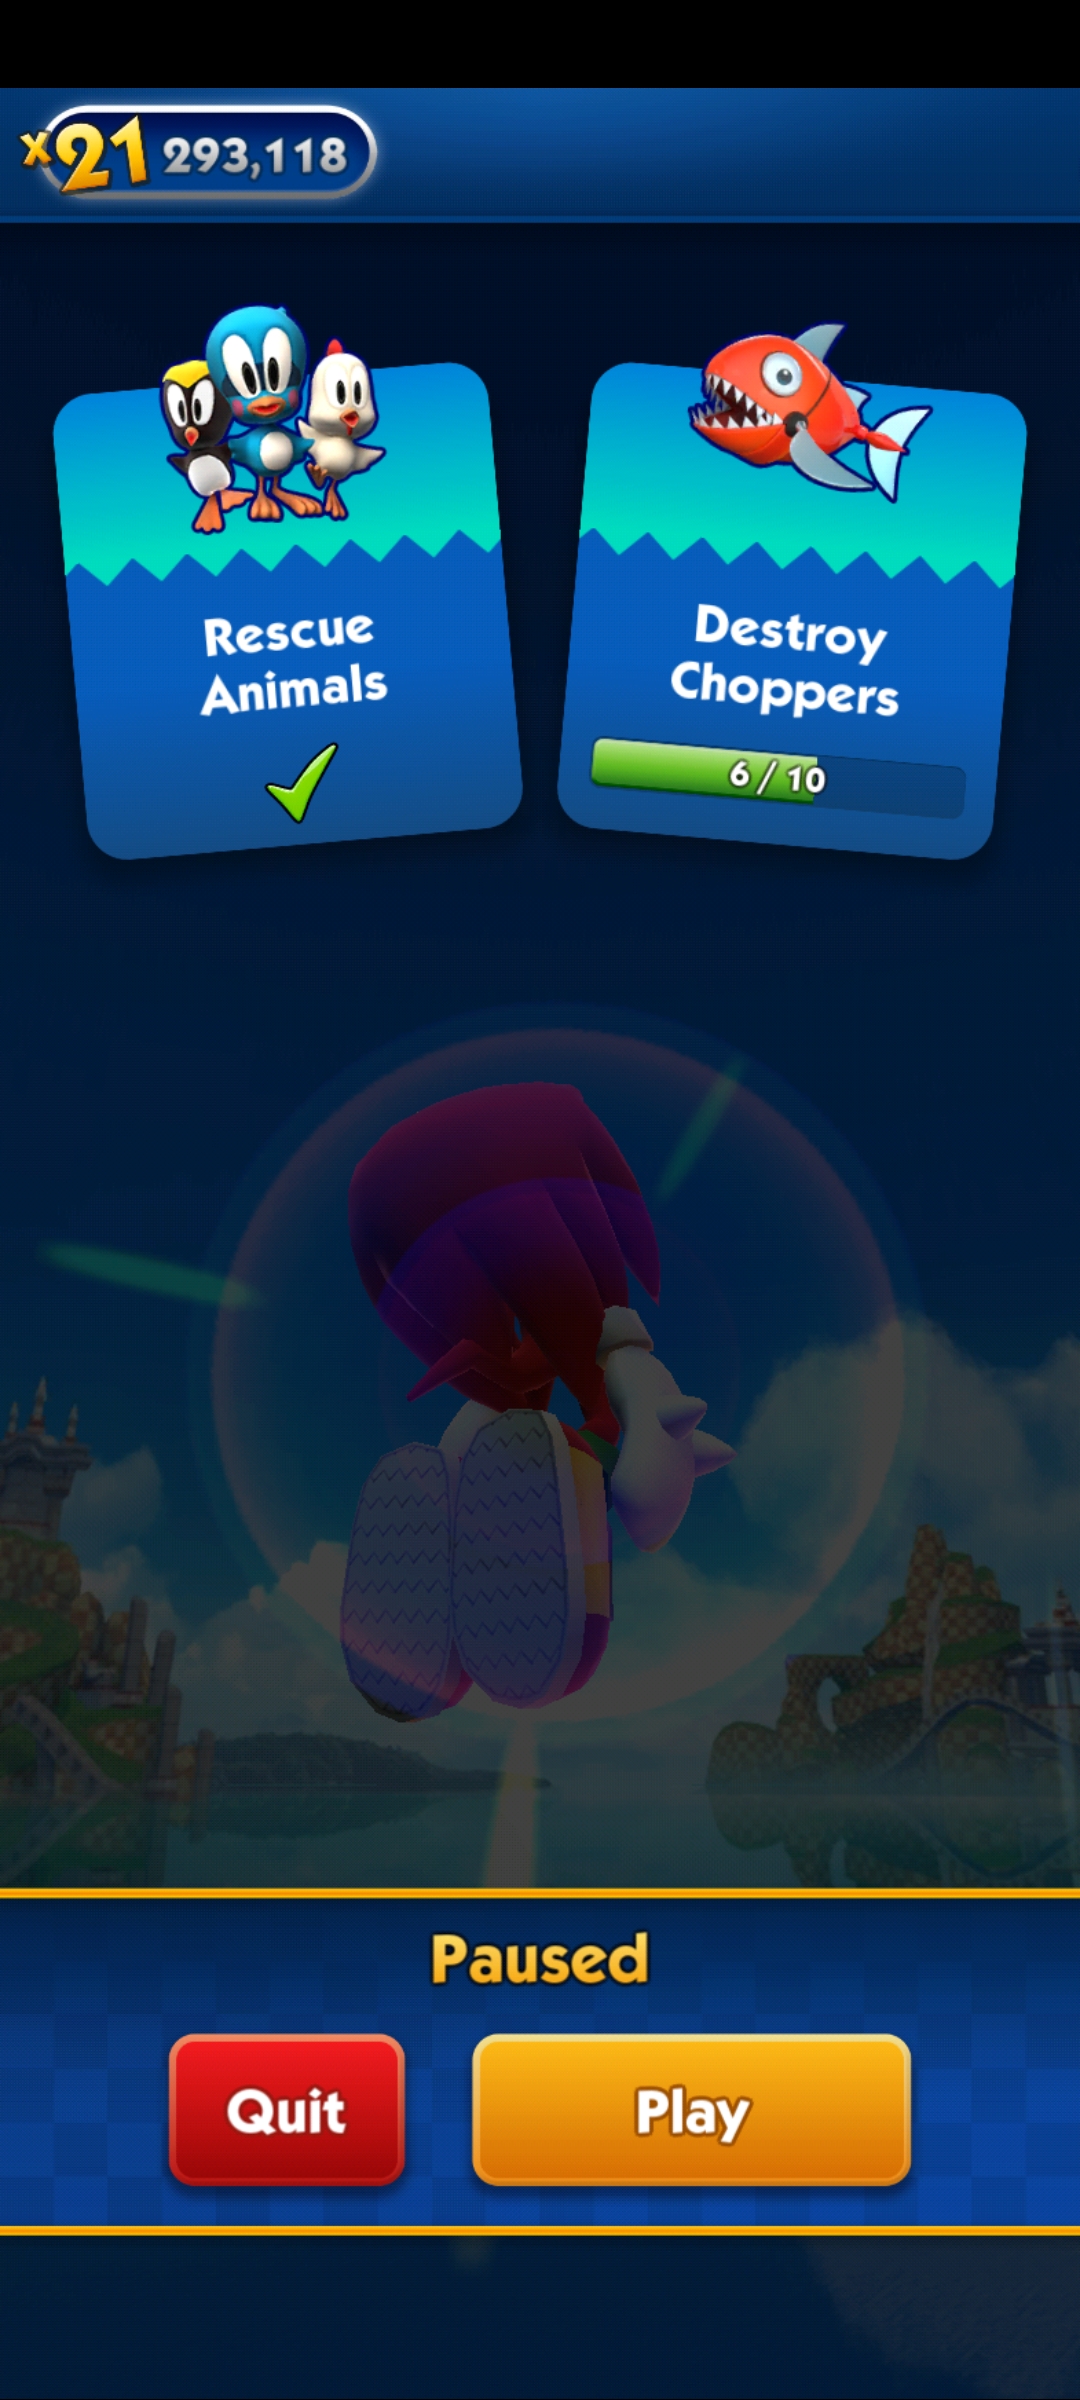 x21 293,118
Rescue
Animals
Destroy
Choppers
6 / 10
Paused
Quit
Play